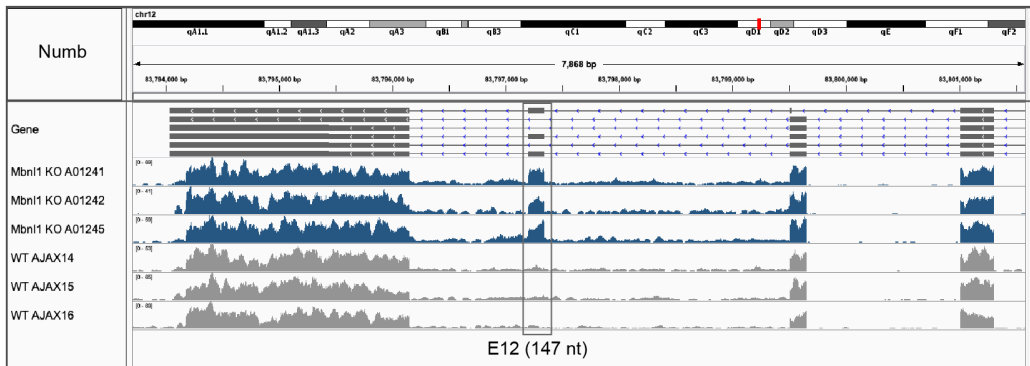 Numb
chr12
qA1.1 qA1.2 qA1.3 qA2 qA3 qB1 qB3 qC1 qC2 qC3 qD1 qD2 qD3 qE qF1 qF2
7,868 bp
83,794,000 bp 83,795,000 bp 83,796,000 bp 83,797,000 bp 83,798,000 bp 83,799,000 bp 83,800,000 bp 83,801,000 bp
Gene
Mbnl1 KO A01241
Mbnl1 KO A01242
[0 - 41]
Mbnl1 KO A01245
WT AJAX14
WT AJAX15
WT AJAX16
E12 (147 nt)